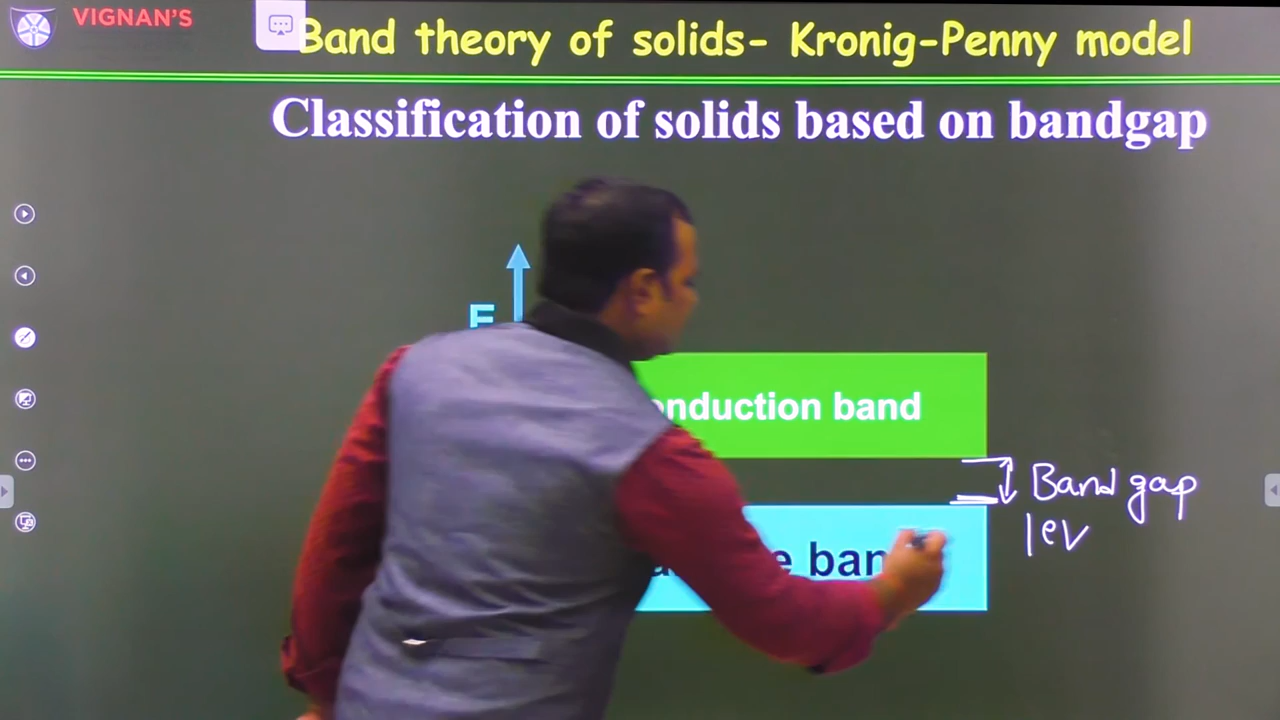 VIGNAN'S
Band theory of solids- Kronig-Penny model
Classification of solids based on bandgap
E
onduction band
Band gap
1ev